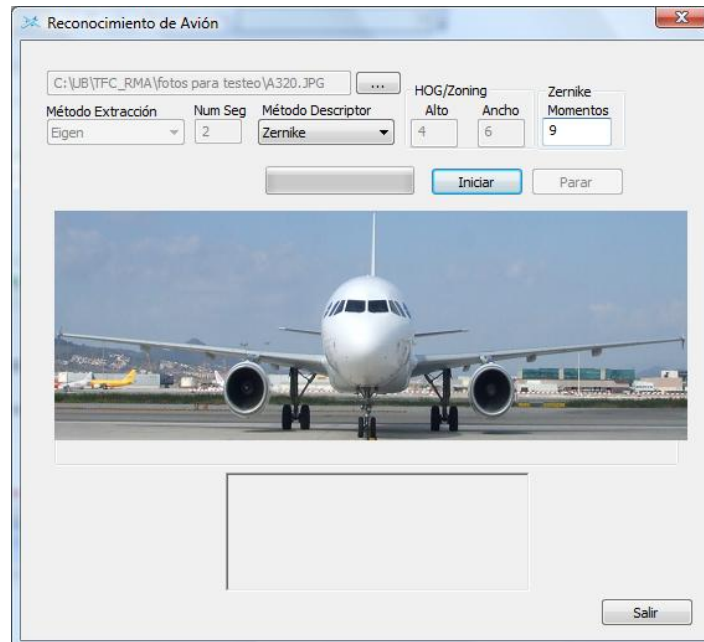 Reconocimiento de Avión
C:\UB\TFC_RMA\fotos para testeo\A320.JPG ...
HOG/Zoning Zernike
Método Extracción Num Seg Método Descriptor Alto Ancho Momentos
Eigen 2 Zernike 4 6 9
Iniciar Parar
Salir